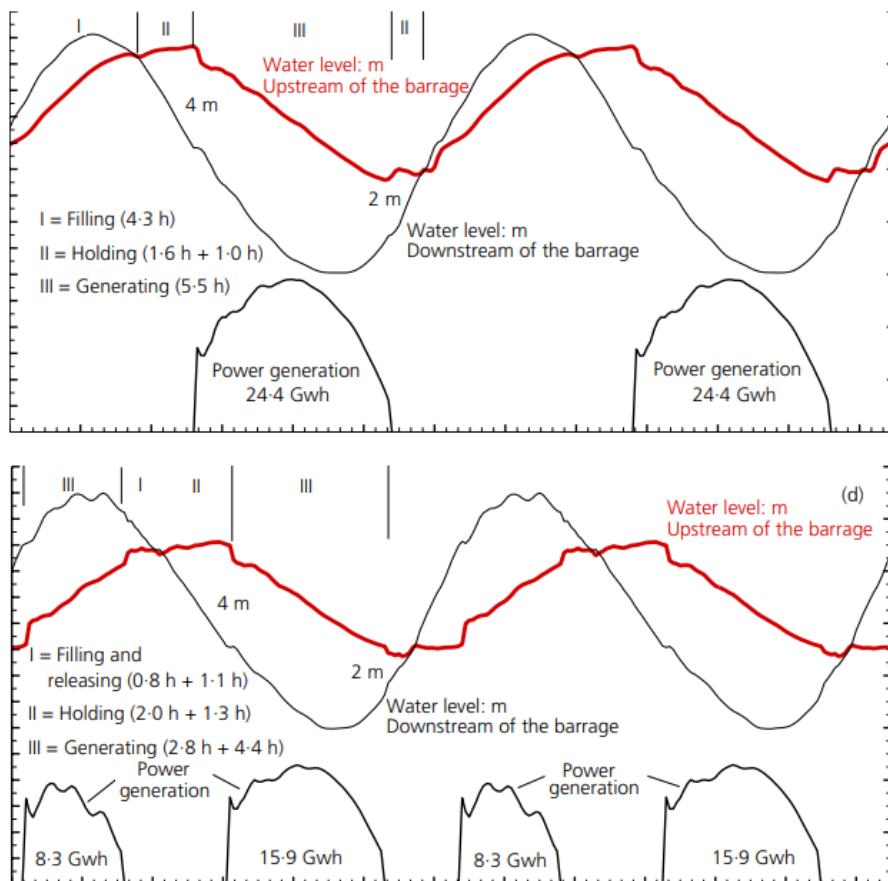 I
II
III
II
Water level: m
Upstream of the barrage
4 m
2 m
I = Filling (4·3 h)
II = Holding (1·6 h + 1·0 h)
III = Generating (5·5 h)
Water level: m
Downstream of the barrage
Power generation
24·4 Gwh
Power generation
24·4 Gwh
III
I
II
III
(d)
Water level: m
Upstream of the barrage
4 m
2 m
I = Filling and
releasing (0·8 h + 1·1 h)
II = Holding (2·0 h + 1·3 h)
III = Generating (2·8 h + 4·4 h)
Water level: m
Downstream of the barrage
Power
generation
Power
generation
8·3 Gwh
15·9 Gwh
8·3 Gwh
15·9 Gwh